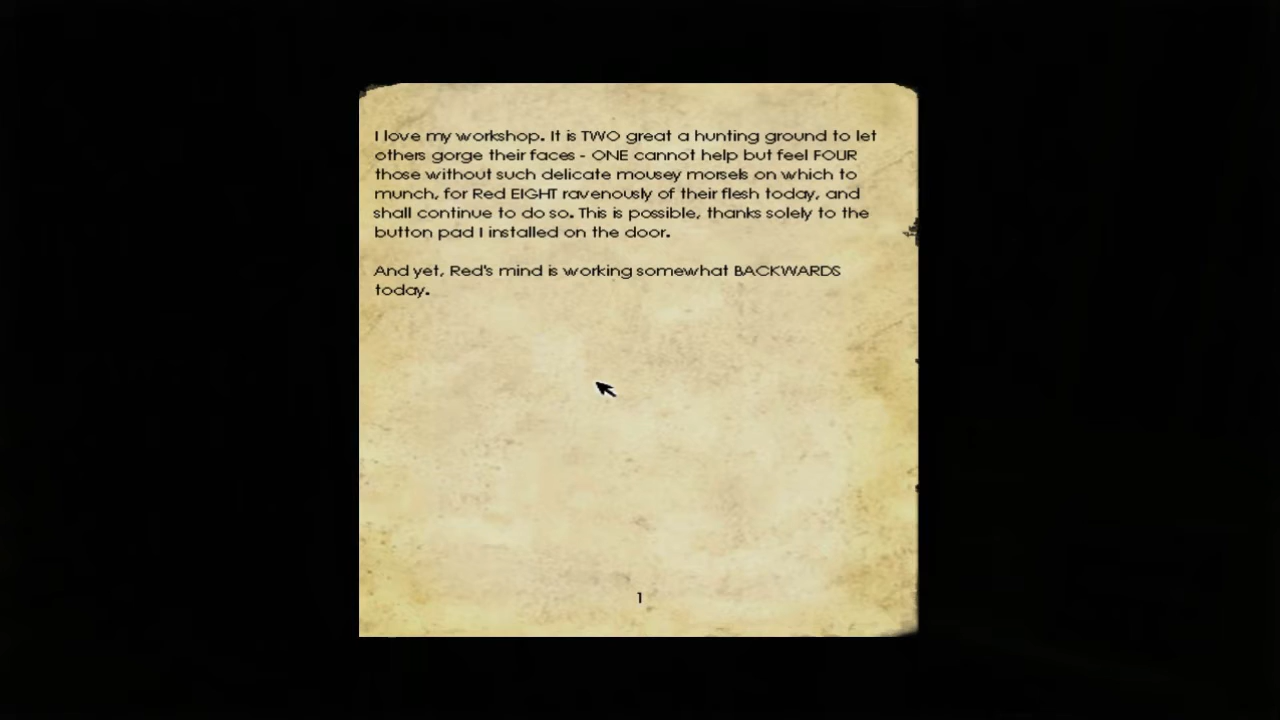 I love my workshop. It is TWO great a hunting ground to let
others gorge their faces - ONE cannot help but feel FOUR
those without such delicate mousey morsels on which to
munch, for Red EIGHT ravenously of their flesh today, and
shall continue to do so. This is possible, thanks solely to the
button pad I installed on the door.
And yet, Red's mind is working somewhat BACKWARDS
today.
1